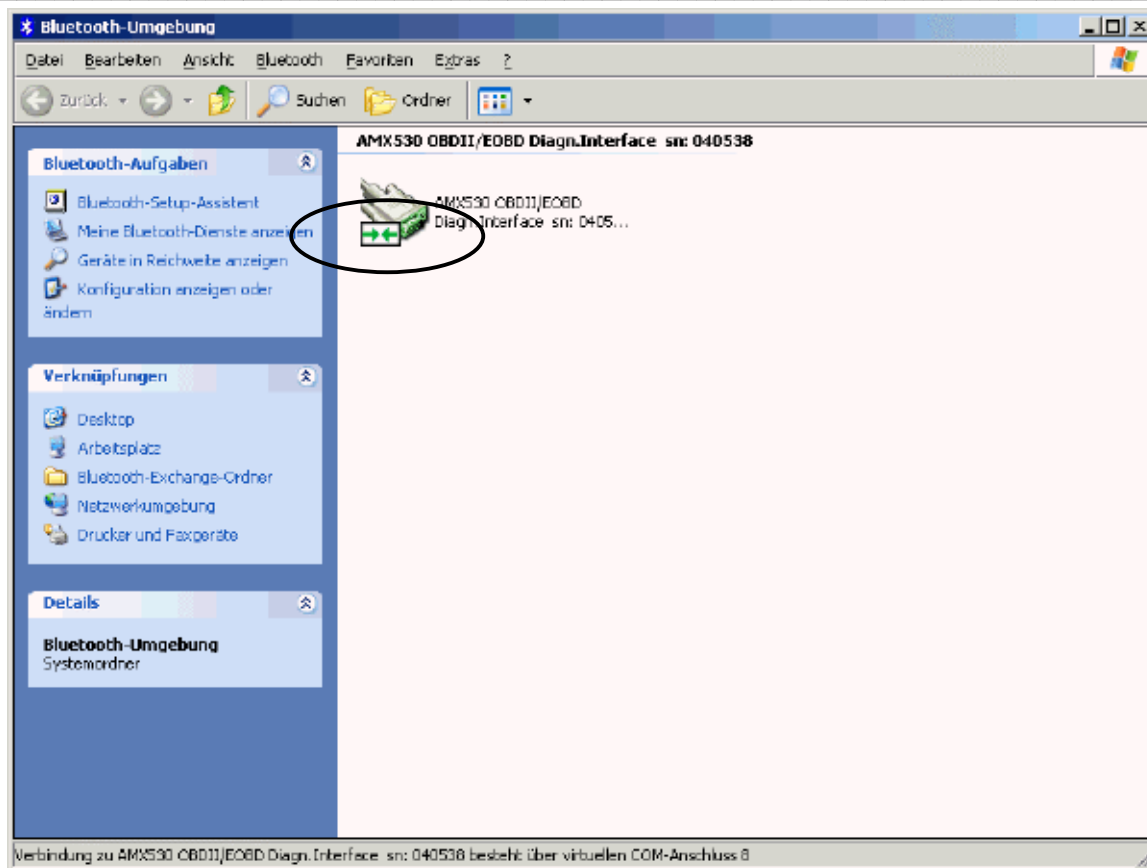 Bluetooth-Umgebung
Datei Bearbeiten Ansicht Bluetooth Favoriten Extras ?
Zurück Suchen Ordner
AMX530 OBDII/EOBD Diagn.Interface sn: 040538
Bluetooth-Aufgaben
Bluetooth-Setup-Assistent
Meine Bluetooth-Dienste anzeigen
Geräte in Reichweite anzeigen
Konfiguration anzeigen oder
ändern
AMX530 OBDII/EOBD
Diagn.Interface sn: 0405...
Verknüpfungen
Desktop
Arbeitsplatz
Bluetooth-Exchange-Ordner
Netzwerkumgebung
Drucker und Faxgeräte
Details
Bluetooth-Umgebung
Systemordner
Verbindung zu AMX530 OBDII/EOBD Diagn.Interface sn: 040538 besteht über virtuellen COM-Anschluss 8